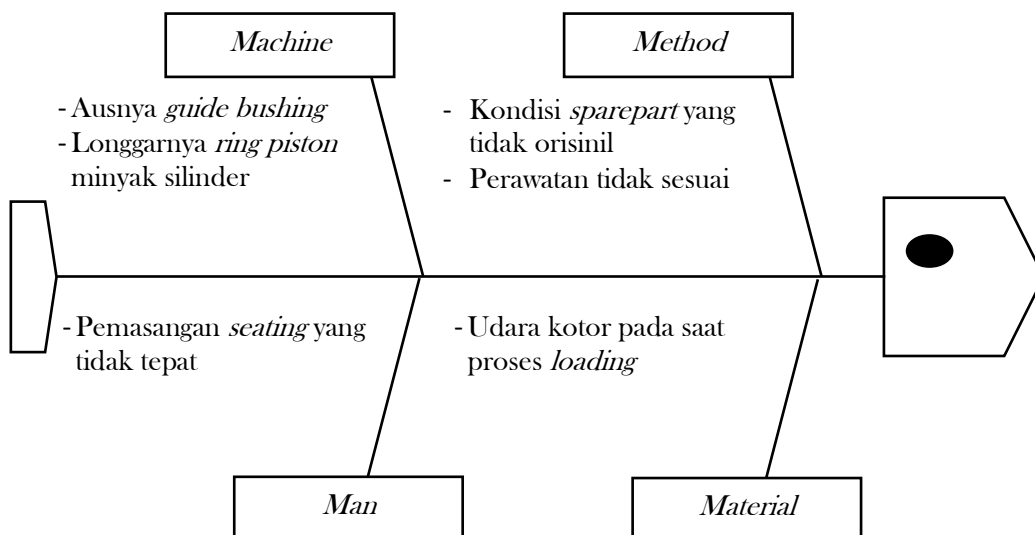 Machine
Method
- Ausnya guide bushing
- Longgarnya ring piston
minyak silinder
- Kondisi sparepart yang
tidak orisinil
- Perawatan tidak sesuai
- Pemasangan seating yang
tidak tepat
- Udara kotor pada saat
proses loading
Man
Material